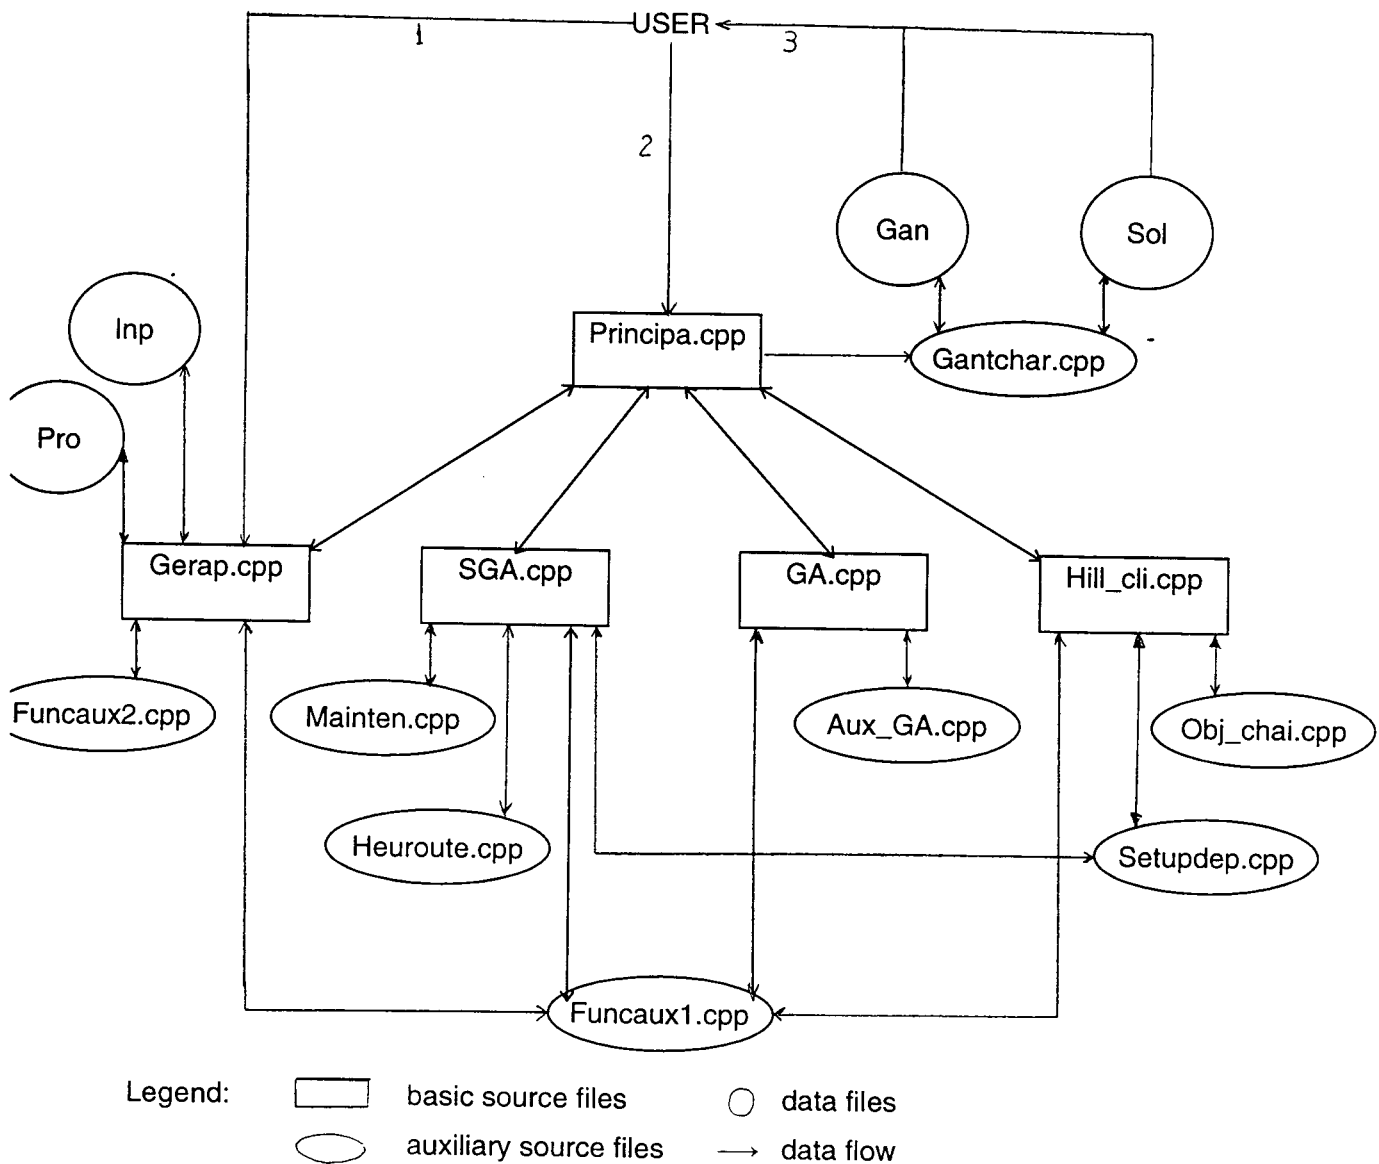 USER
1
3
2
Gan
Sol
Inp
Principa.cpp
Gantchar.cpp
Pro
Gerap.cpp
SGA.cpp
GA.cpp
Hill_cli.cpp
Funcaux2.cpp
Mainten.cpp
Aux_GA.cpp
Obj_chai.cpp
Heuroute.cpp
Setupdep.cpp
Funcaux1.cpp
Legend:
basic source files
data files
auxiliary source files
data flow